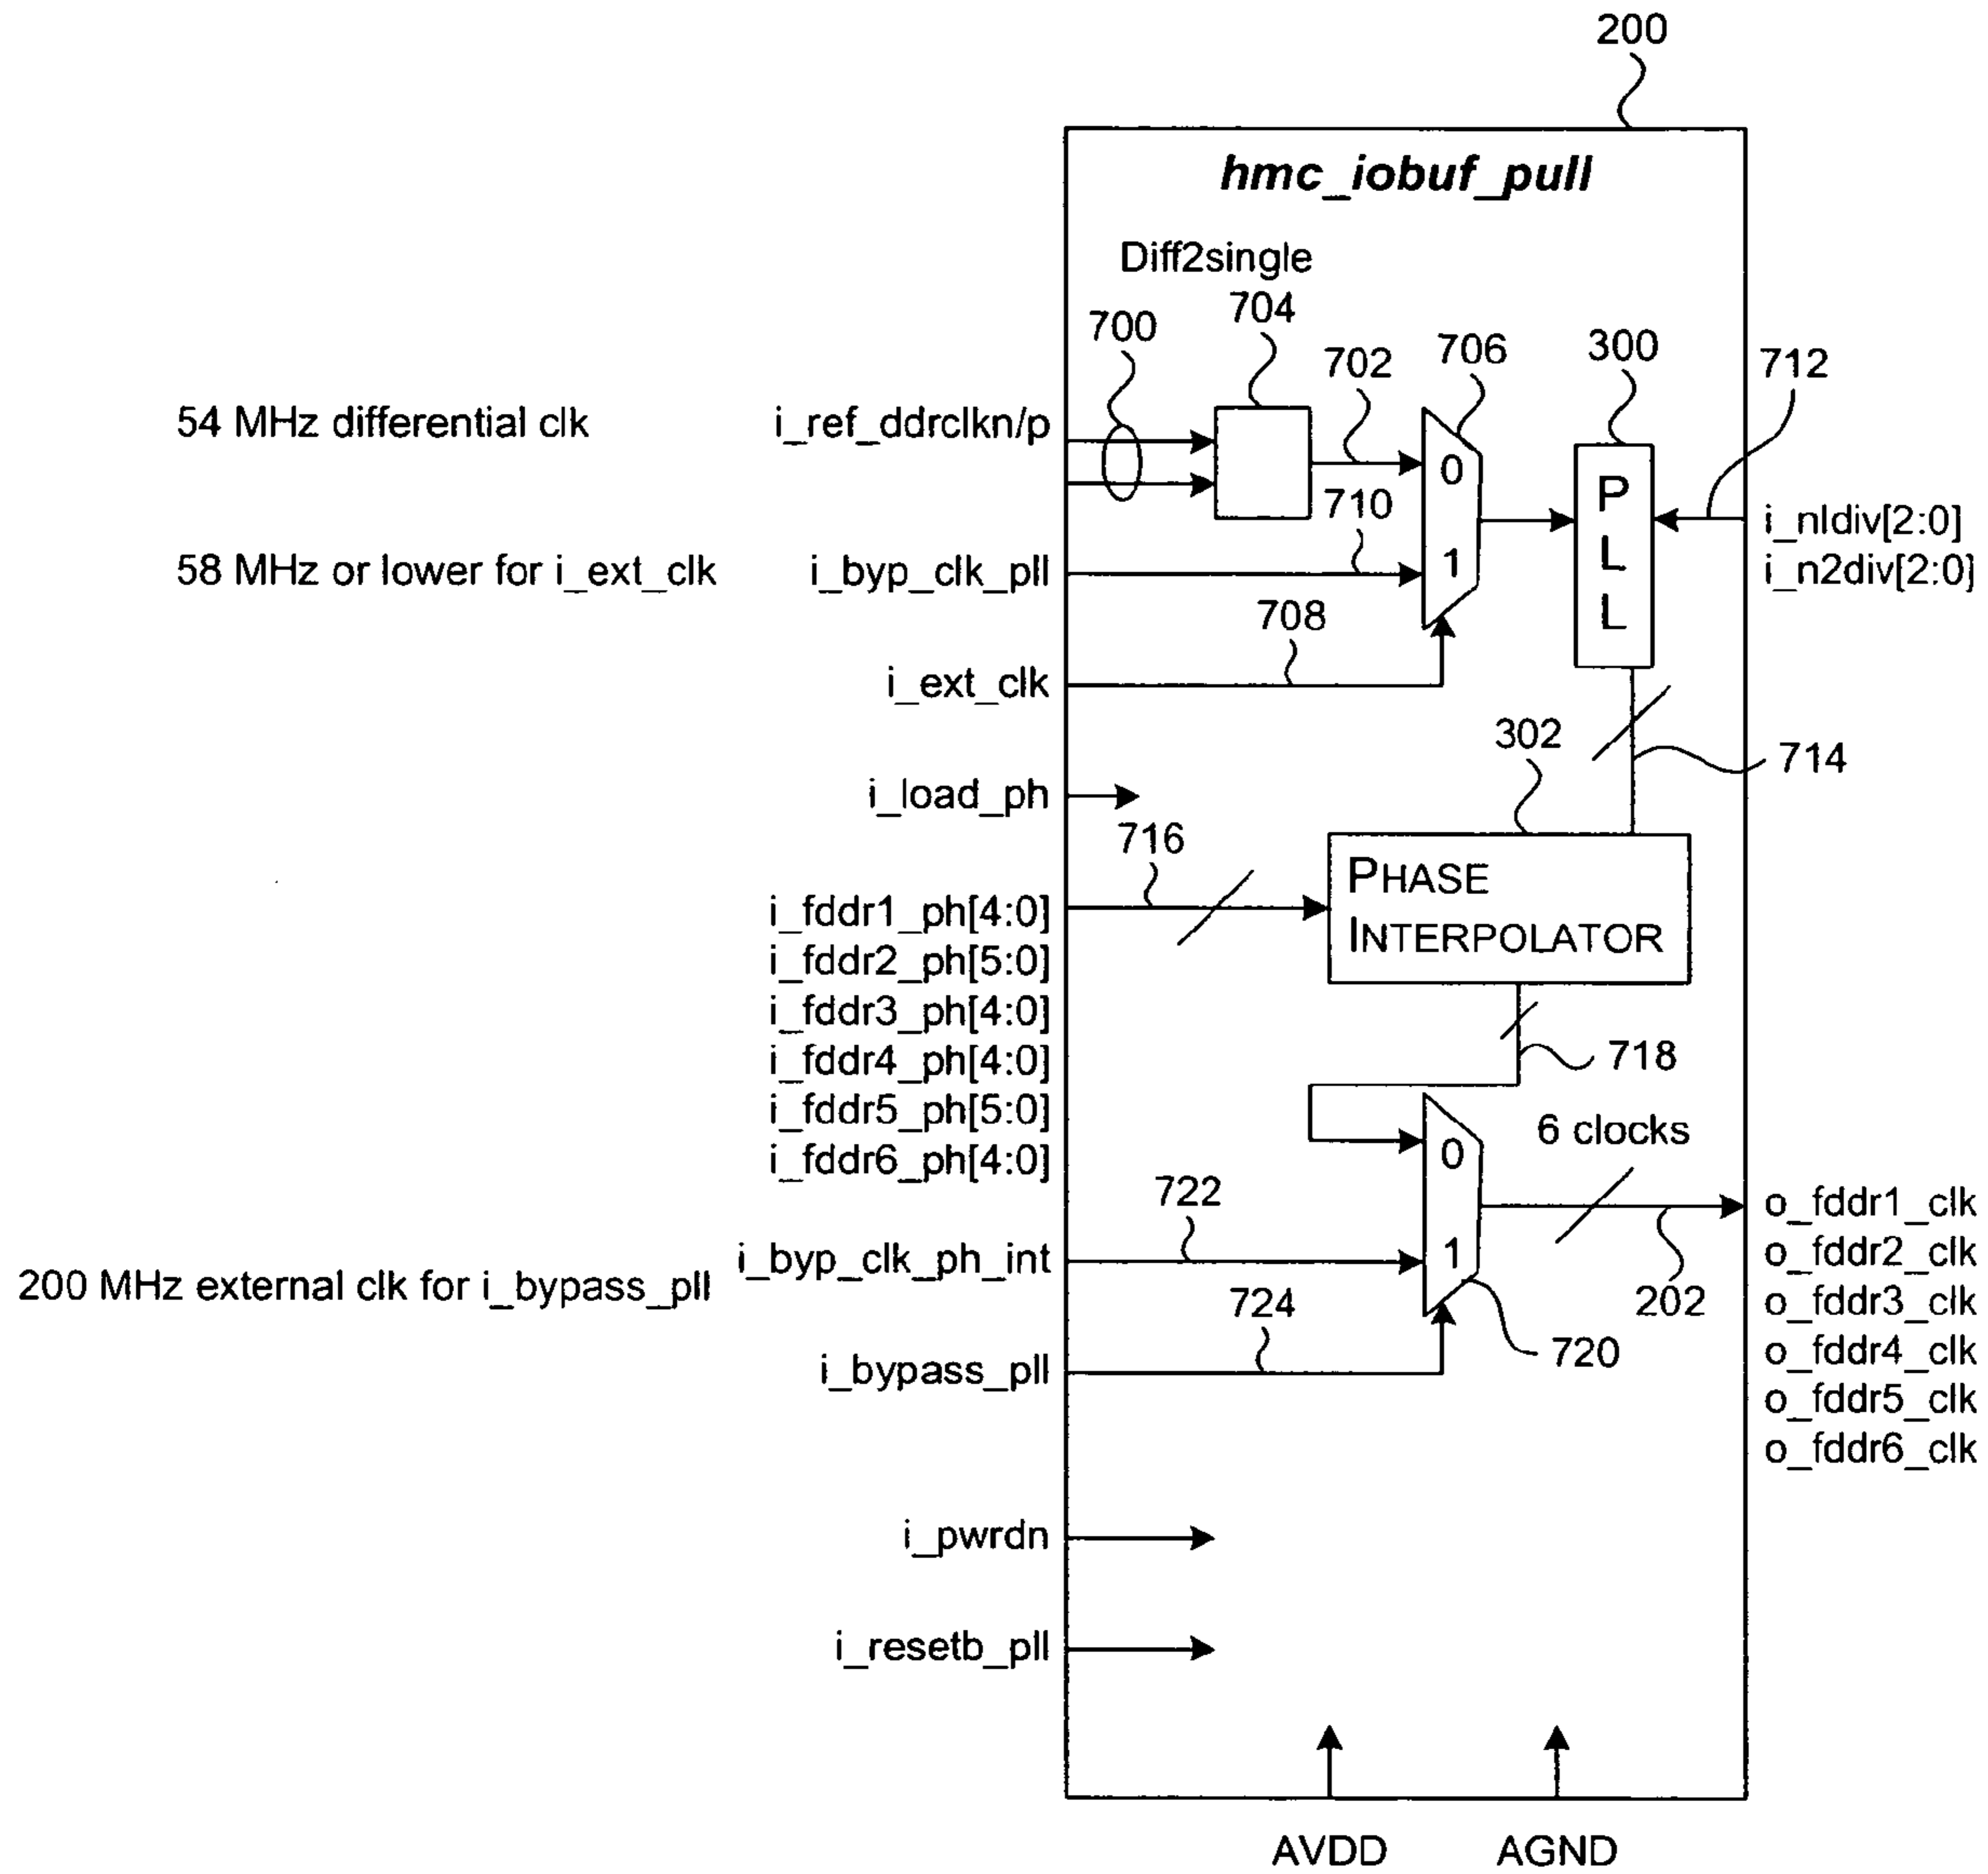 200
hmc_iobuf_pull
Diff2single
700
704
702
706
300
712
54 MHz differential clk
i_ref_ddrclkn/p
0
710
P
L
L
i_nldiv[2:0]
i_n2div[2:0]
58 MHz or lower for i_ext_clk
i_byp_clk_pll
1
708
i_ext_clk
302
714
i_load_ph
716
PHASE
INTERPOLATOR
i_fddr1_ph[4:0]
i_fddr2_ph[5:0]
i_fddr3_ph[4:0]
i_fddr4_ph[4:0]
i_fddr5_ph[5:0]
i_fddr6_ph[4:0]
718
0
6 clocks
722
i_byp_clk_ph_int
1
200 MHz external clk for i_bypass_pll
724
202
720
i_bypass_pll
o_fddr1_clk
o_fddr2_clk
o_fddr3_clk
o_fddr4_clk
o_fddr5_clk
o_fddr6_clk
i_pwrdn
i_resetb_pll
AVDD
AGND